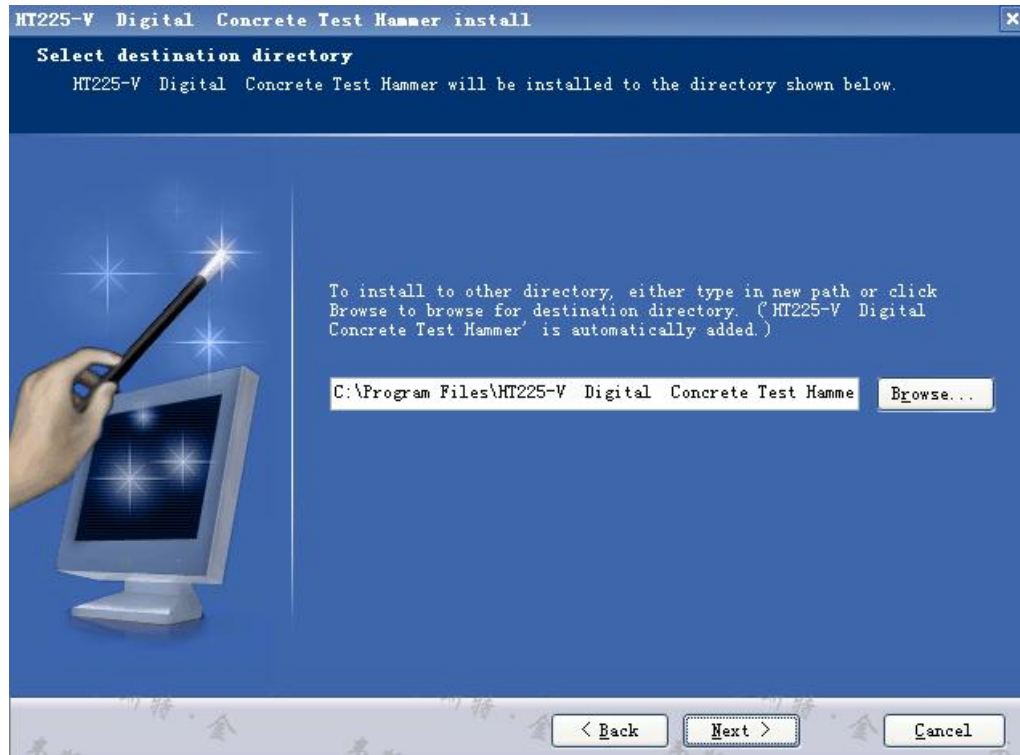 HT225-V  Digital  Concrete Test Hammer install
Select destination directory
HT225-V  Digital  Concrete Test Hammer will be installed to the directory shown below.
To install to other directory, either type in new path or click
Browse to browse for destination directory. ('HT225-V  Digital
Concrete Test Hammer' is automatically added.)
C:\Program Files\HT225-V  Digital  Concrete Test Hamme
Browse...
< Back
Next >
Cancel